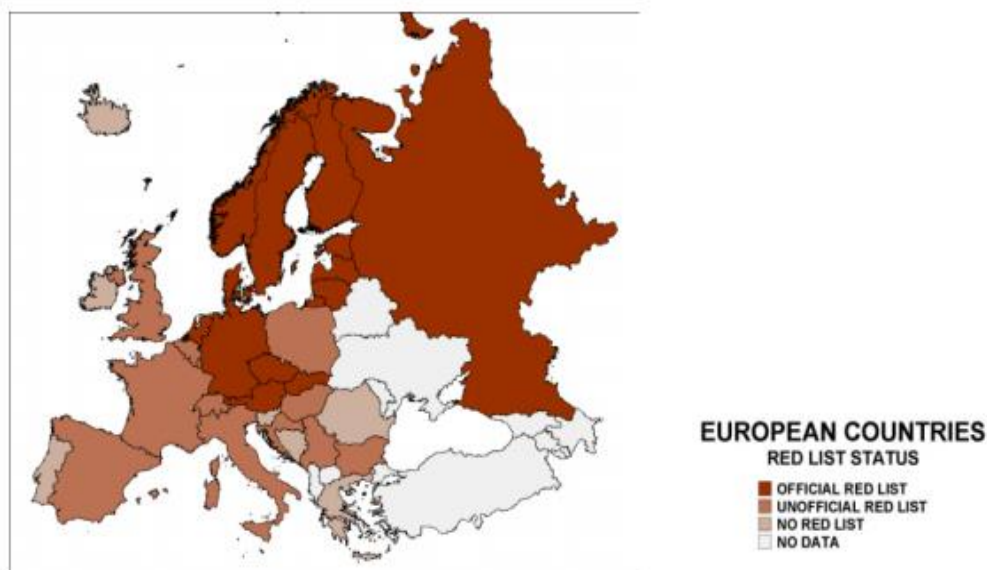 EUROPEAN COUNTRIES
RED LIST STATUS
OFFICIAL RED LIST
UNOFFICIAL RED LIST
NO RED LIST
NO DATA